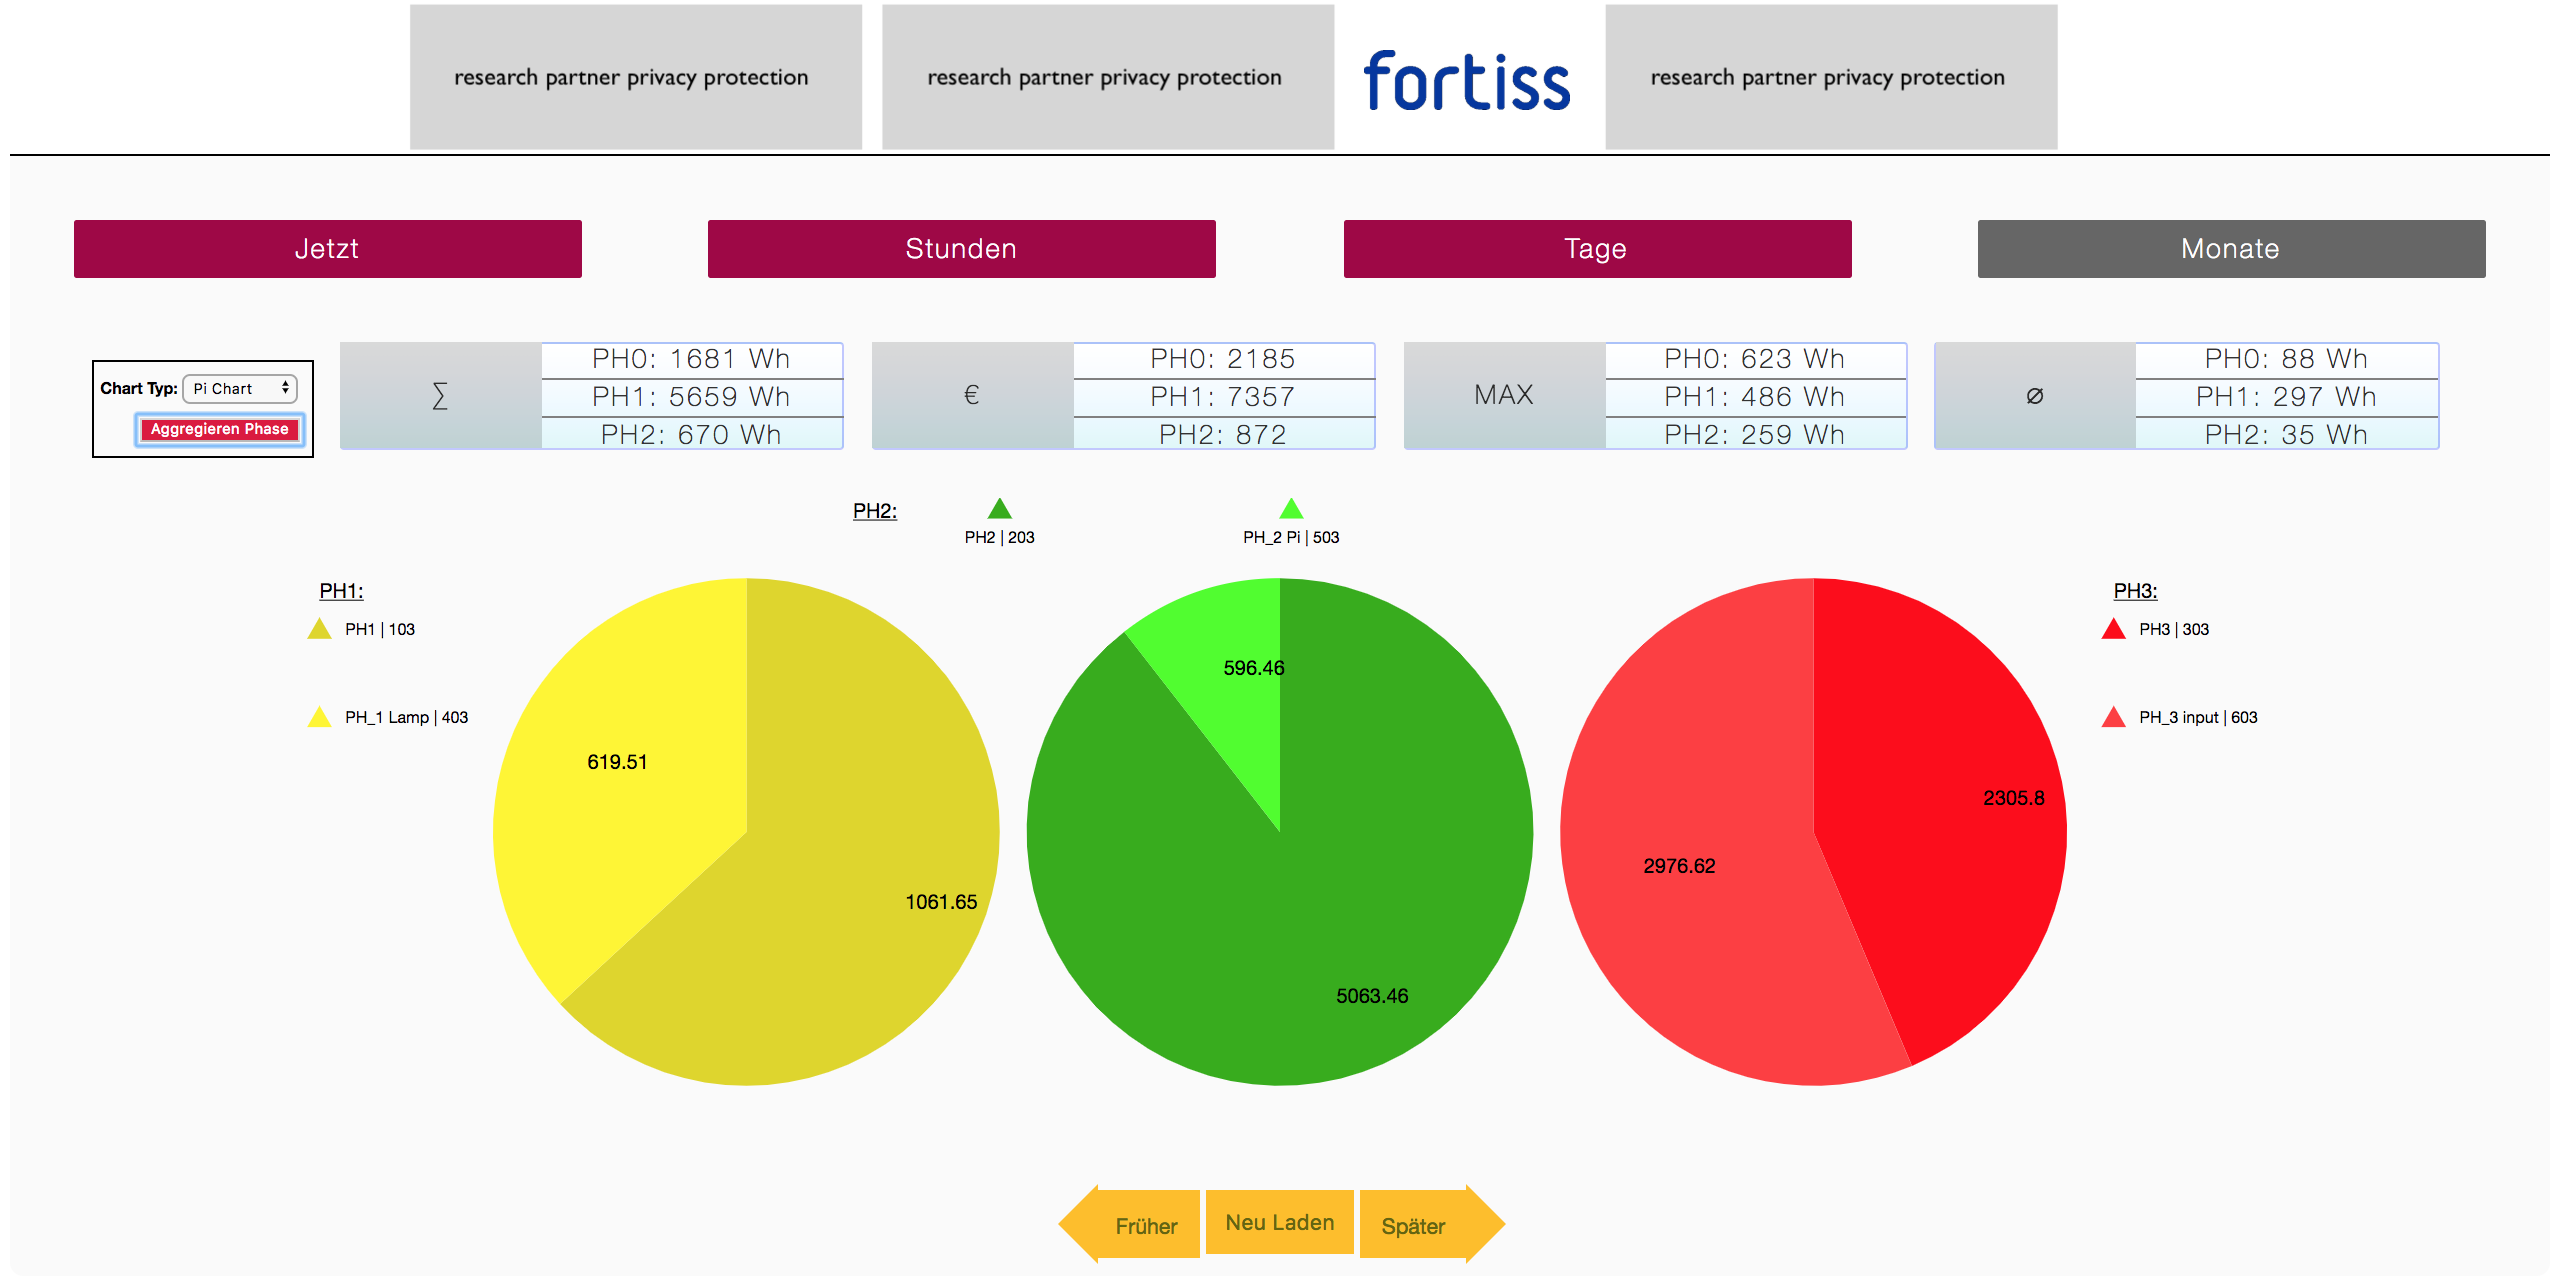 research partner privacy protection
research partner privacy protection
fortiss
research partner privacy protection
Jetzt
Stunden
Tage
Monate
Chart Typ: Pi Chart
Aggregieren Phase
∑
PH0: 1681 Wh
PH1: 5659 Wh
PH2: 670 Wh
€
PH0: 2185
PH1: 7357
PH2: 872
MAX
PH0: 623 Wh
PH1: 486 Wh
PH2: 259 Wh
⌀
PH0: 88 Wh
PH1: 297 Wh
PH2: 35 Wh
PH2:
PH2 | 203
PH_2 Pi | 503
PH1:
PH1 | 103
PH_1 Lamp | 403
619.51
1061.65
596.46
5063.46
2976.62
2305.8
PH3:
PH3 | 303
PH_3 input | 603
Früher
Neu Laden
Später